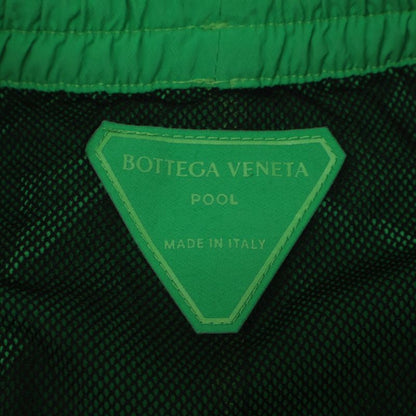 BOTTEGA VENETA
POOL
MADE IN ITALY